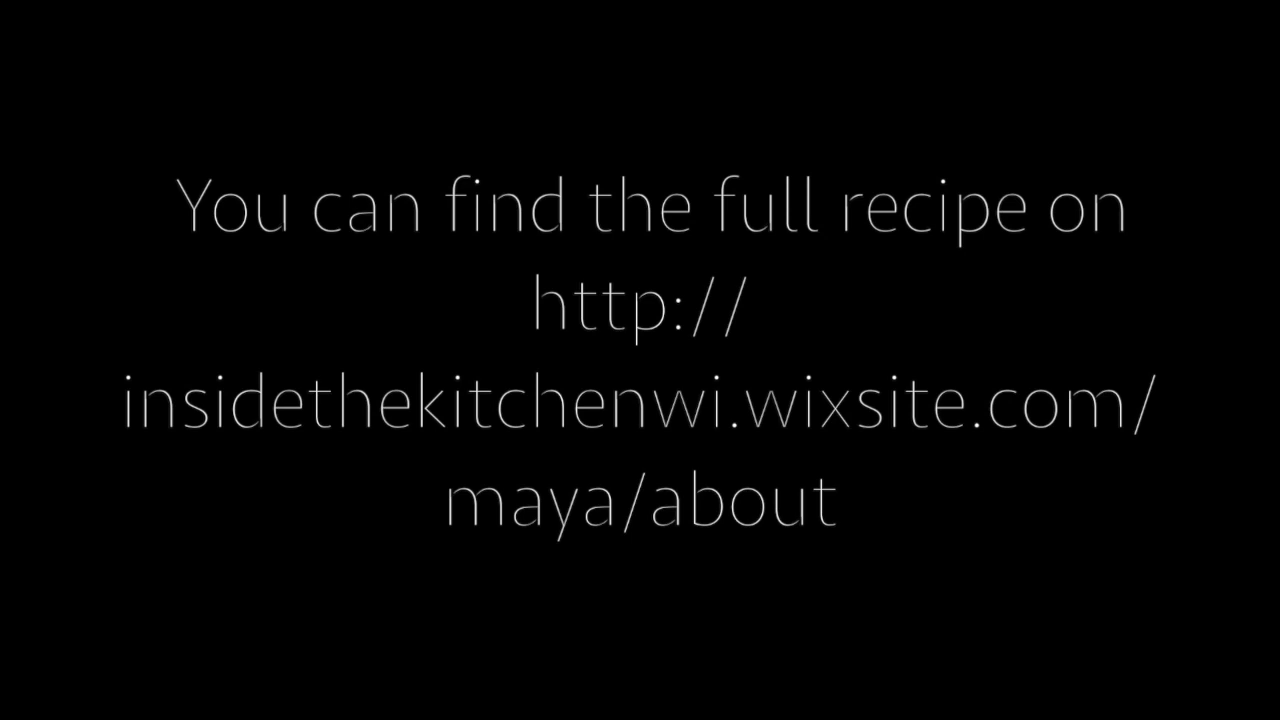 You can find the full recipe on
http://
insidethekitchenwi.wixsite.com/
maya/about